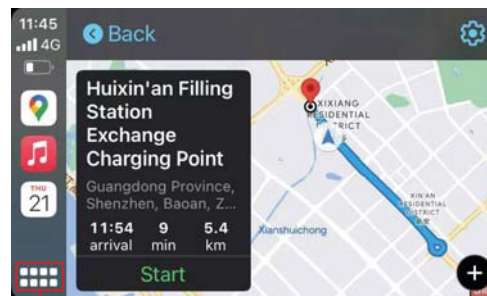 11:45
4G
THU
21
Back
Huixin'an Filling
Station
Exchange
Charging Point
Guangdong Province,
Shenzhen, Baoan, Z...
11:54 9 5.4
arrival min km
Start
XIXIANG
RESIDENTIAL
DISTRICT
XIN'AN
RESIDENTIAL
DISTRICT
Xianshuichong
+